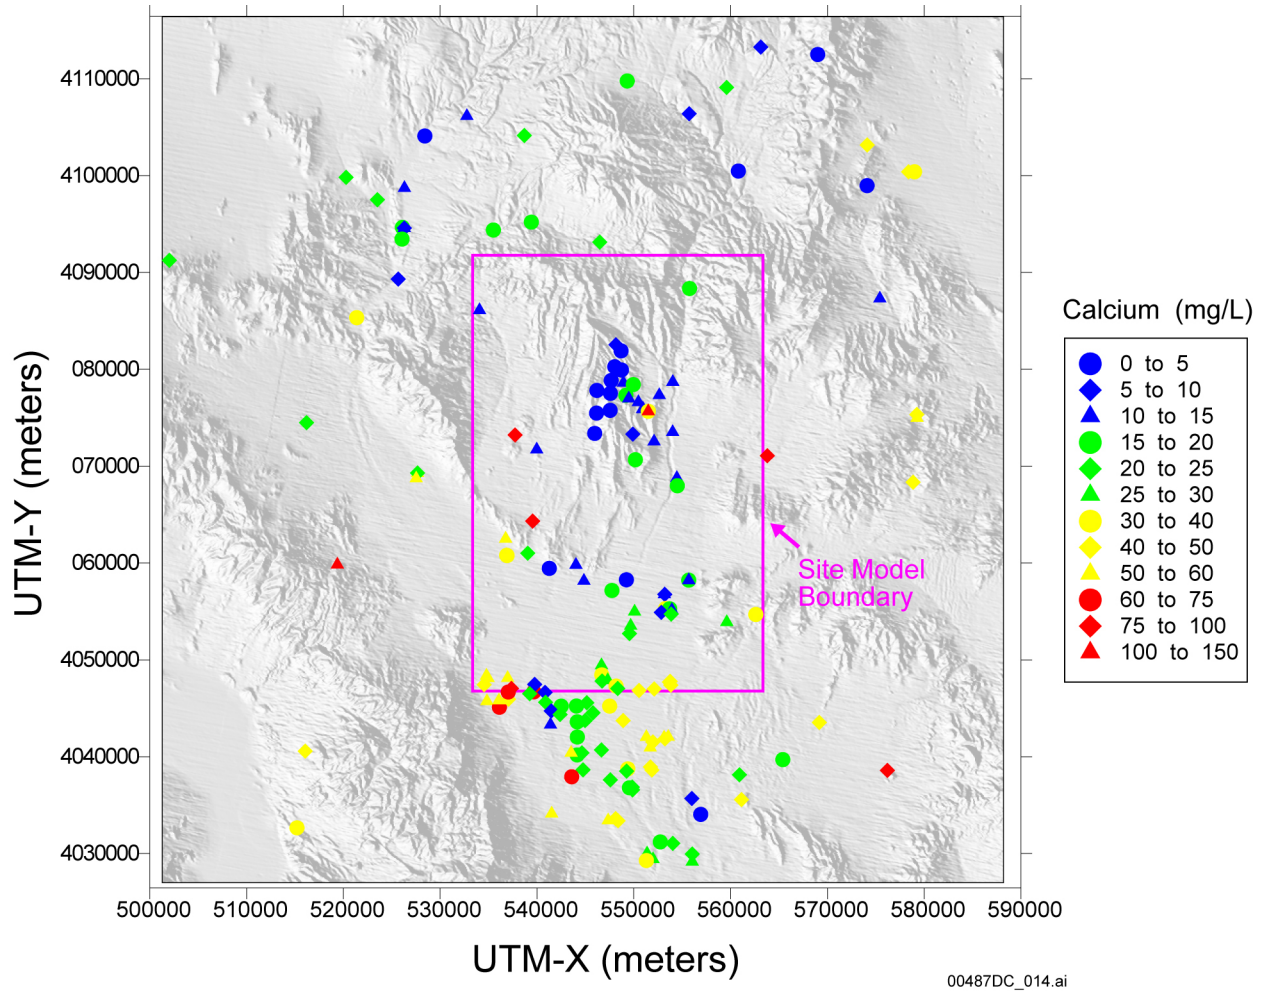 4110000
4100000
4090000
080000
080000
070000
060000
4050000
4040000
4030000
UTM-Y (meters)
500000 510000 520000 530000 540000 550000 560000 570000 580000 590000
UTM-X (meters)
Site Model
Boundary
Calcium (mg/L)
0 to 5
5 to 10
10 to 15
15 to 20
20 to 25
25 to 30
30 to 40
40 to 50
50 to 60
60 to 75
75 to 100
100 to 150
00487DC_014.ai